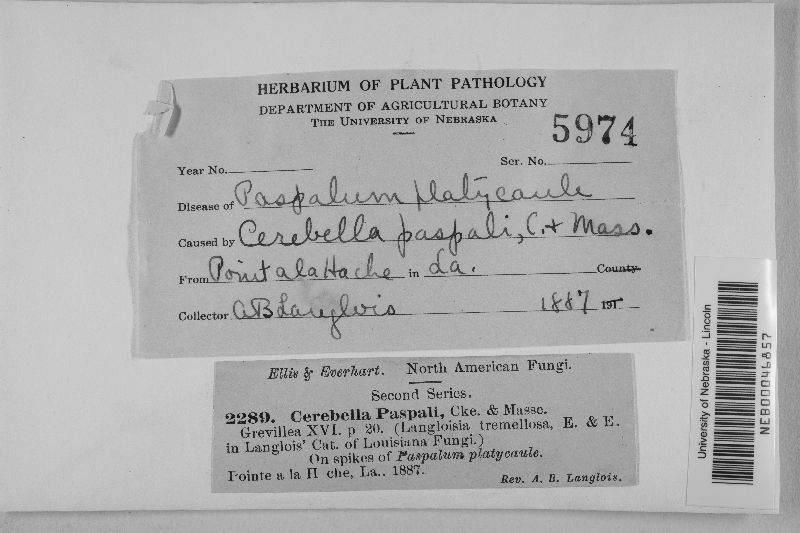 HERBARIUM OF PLANT PATHOLOGY
DEPARTMENT OF AGRICULTURAL BOTANY
THE UNIVERSITY OF NEBRASKA
5974
Year No. Ser. No.
Disease of Paspalum platycaule
Caused by Cerebella paspali, C. + Mass.
From Point a la Hache in La. County
Collector AB Langlois 1887 191
Ellis & Everhart. North American Fungi.
Second Series.
2289. Cerebella Paspali, Cke. & Masse.
Grevillea XVI. p 20. (Langloisia tremellosa, E. & E.
in Langlois' Cat. of Louisiana Fungi.)
On spikes of Paspalum platycaule.
Pointe a la H che, La.. 1887.
Rev. A. B. Langlois.
University of Nebraska - Lincoln
NEB00046857